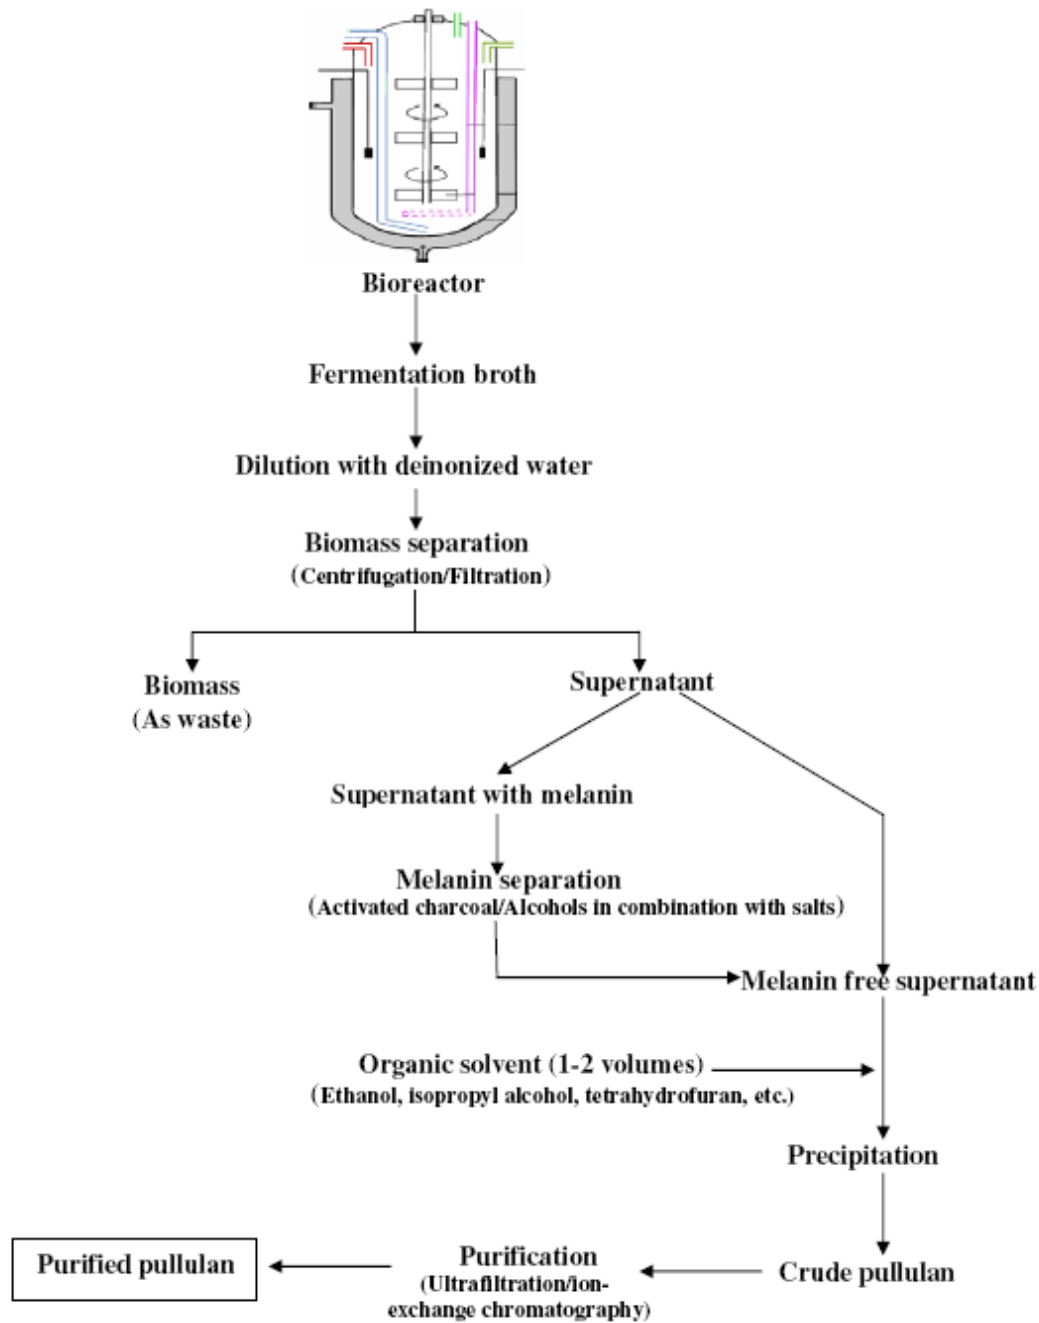 Bioreactor
Fermentation broth
Dilution with deinonized water
Biomass separation
(Centrifugation/Filtration)
Biomass
(As waste)
Supernatant
Supernatant with melanin
Melanin separation
(Activated charcoal/Alcohols in combination with salts)
Melanin free supernatant
Organic solvent (1-2 volumes)
(Ethanol, isopropyl alcohol, tetrahydrofuran, etc.)
Precipitation
Crude pullulan
Purification
(Ultrafiltration/ion-
exchange chromatography)
Purified pullulan